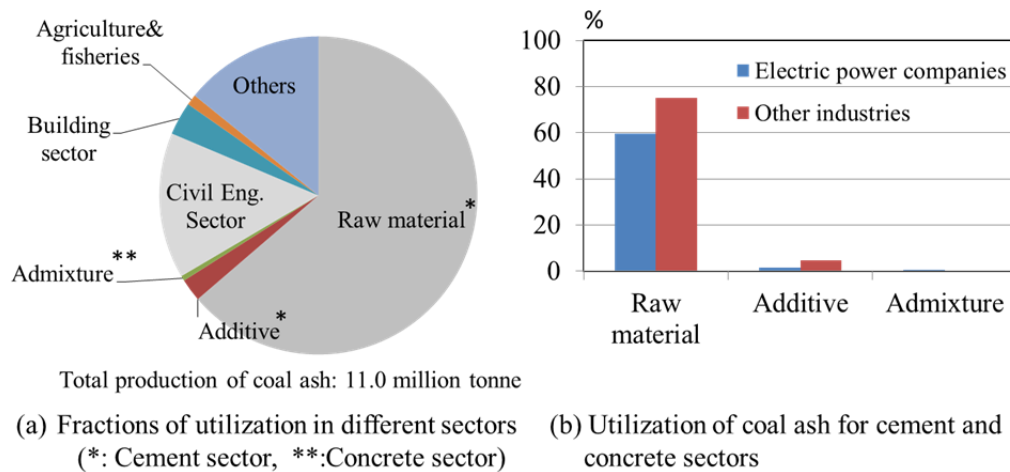 Agriculture&
fisheries
Others
Building
sector
Civil Eng.
Sector
Raw material*
Admixture**
Additive*
Total production of coal ash: 11.0 million tonne
(a) Fractions of utilization in different sectors
(*: Cement sector, **:Concrete sector)
%
100
80
60
40
20
0
Electric power companies
Other industries
Raw
material
Additive
Admixture
(b) Utilization of coal ash for cement and
concrete sectors